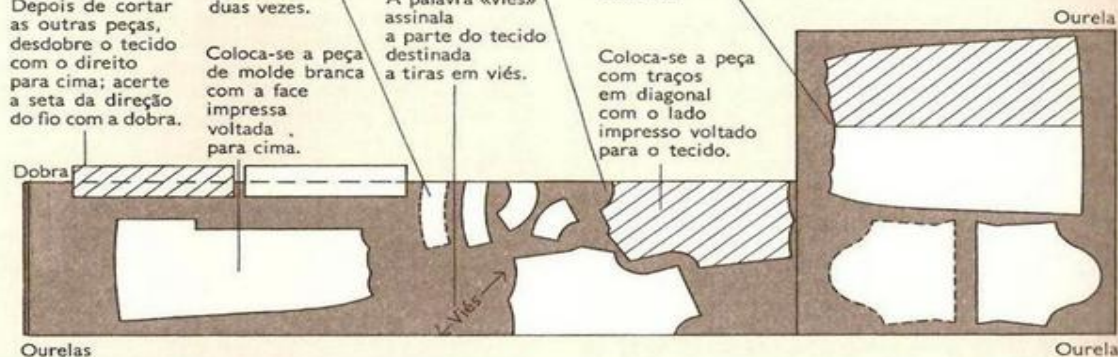 Depois de cortar
as outras peças,
desdobre o tecido
com o direito
para cima; acerte
a seta da direção
do fio com a dobra.
duas vezes.
Coloca-se a peça
de molde branca
com a face
impressa
voltada
para cima.
A palavra «viés»
assinala
a parte do tecido
destinada
a tiras em viés.
Coloca-se a peça
com traços
em diagonal
com o lado
impresso voltado
para o tecido.
Ourela
Dobra
Viés
Ourelas
Ourela